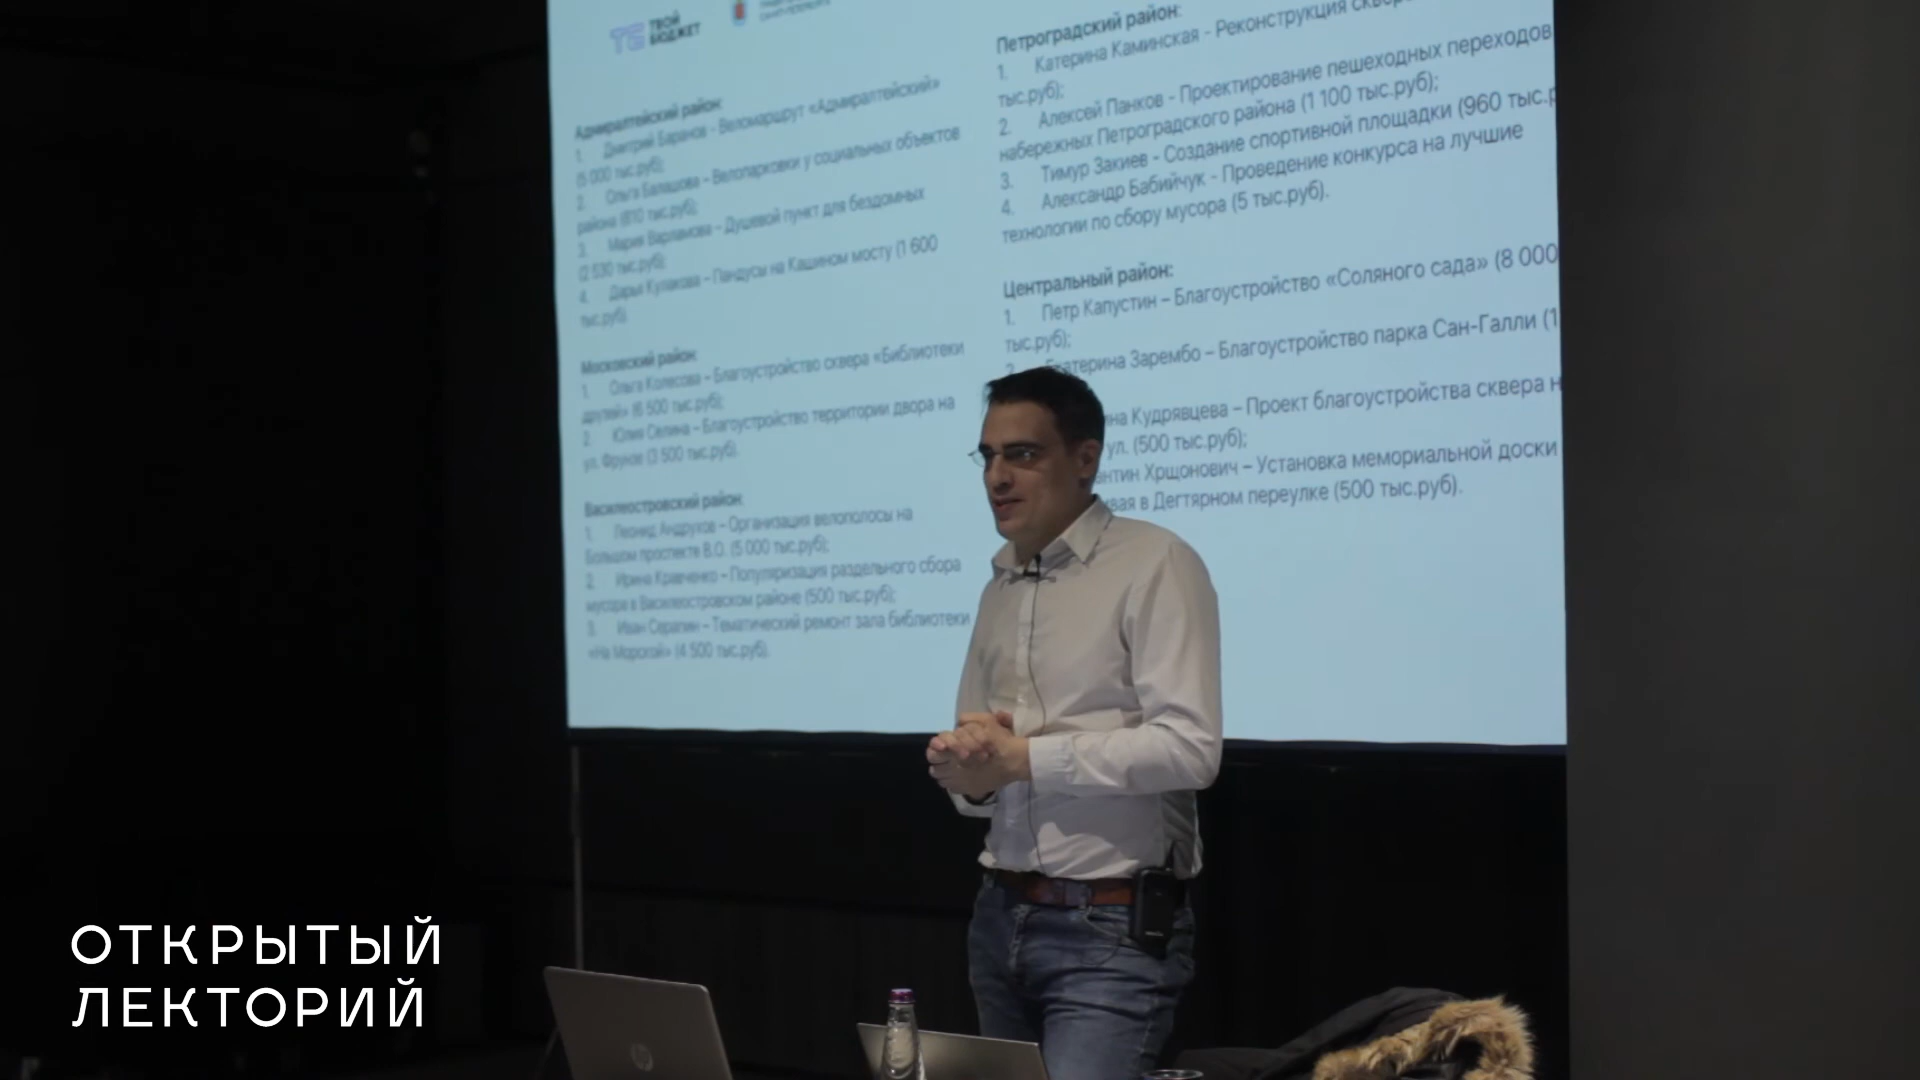 ТВОЙ
БЮДЖЕТ
САНКТ-ПЕТЕРБУРГА
Адмиралтейский район:
1. Дмитрий Баранов - Веломаршрут «Адмиралтейский»
(5 000 тыс.руб);
2. Ольга Балашова – Велопарковки у социальных объектов
района (810 тыс.руб);
3. Мария Варламова – Душевой пункт для бездомных
(2 530 тыс.руб);
4. Дарья Кулакова – Пандусы на Кашином мосту (1 600
тыс.руб).
Московский район:
1. Ольга Колесова – Благоустройство сквера «Библиотеки
друзей» (6 500 тыс.руб);
2. Юлия Селина – Благоустройство территории двора на
ул. Фрунзе (3 500 тыс.руб).
Василеостровский район:
1. Леонид Андрухов – Организация велополосы на
Большом проспекте В.О. (5 000 тыс.руб);
2. Ирина Кравченко – Популяризация раздельного сбора
мусора в Василеостровском районе (500 тыс.руб);
3. Иван Серапин – Тематический ремонт зала библиотеки
«На Морской» (4 500 тыс.руб).
Петроградский район:
1. Катерина Каминская - Реконструкция
тыс.руб);
2. Алексей Панков - Проектирование пешеходных переходов
набережных Петроградского района (1 100 тыс.руб);
3. Тимур Закиев - Создание спортивной площадки (960 тыс.р
4. Александр Бабийчук - Проведение конкурса на лучшие
технологии по сбору мусора (5 тыс.руб).
Центральный район:
1. Петр Капустин – Благоустройство «Соляного сада» (8 000
тыс.руб);
2. Екатерина Зарембо – Благоустройство парка Сан-Галли (1
на Кудрявцева – Проект благоустройства сквера н
ул. (500 тыс.руб);
нтин Хрщонович – Установка мемориальной доски
вая в Дегтярном переулке (500 тыс.руб).
ОТКРЫТЫЙ
ЛЕКТОРИЙ
hp